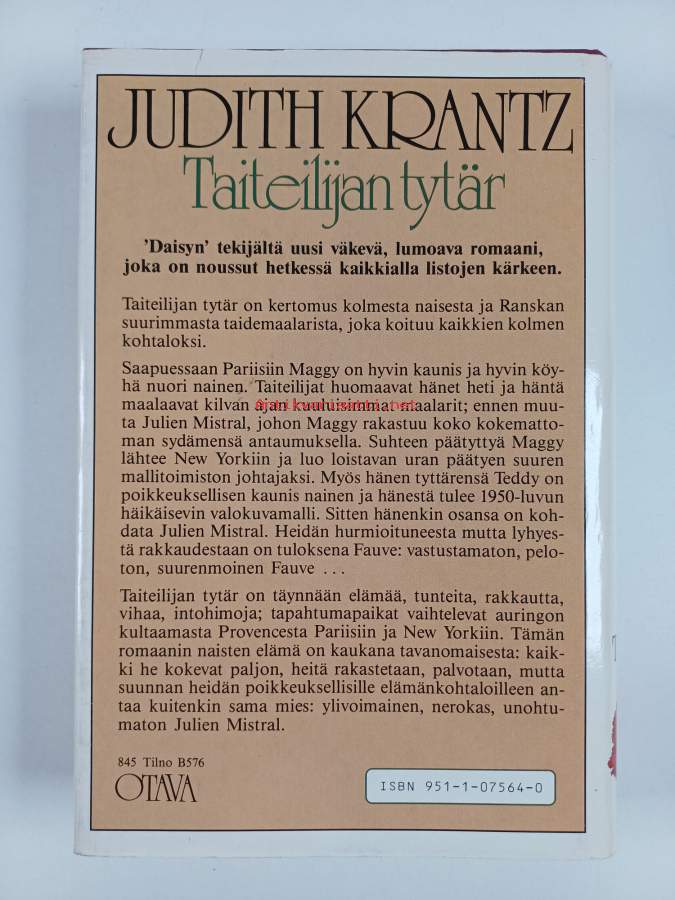 JUDITH KRANTZ
Taiteilijan tytär
'Daisyn' tekijältä uusi väkevä, lumoava romaani,
joka on noussut hetkessä kaikkialla listojen kärkeen.
Taiteilijan tytär on kertomus kolmesta naisesta ja Ranskan
suurimmasta taidemaalarista, joka koituu kaikkien kolmen
kohtaloksi.
Saapuessaan Pariisiin Maggy on hyvin kaunis ja hyvin köy-
hä nuori nainen. Taiteilijat huomaavat hänet heti ja häntä
maalaavat kilvan ajan kuuluisimmat maalarit; ennen muu-
ta Julien Mistral, johon Maggy rakastuu koko kokematto-
man sydämensä antaumuksella. Suhteen päätyttyä Maggy
lähtee New Yorkiin ja luo loistavan uran päätyen suuren
mallitoimiston johtajaksi. Myös hänen tyttärensä Teddy on
poikkeuksellisen kaunis nainen ja hänestä tulee 1950-luvun
häikäisevin valokuvamalli. Sitten hänenkin osansa on koh-
data Julien Mistral. Heidän hurmioituneesta mutta lyhyes-
tä rakkaudestaan on tuloksena Fauve: vastustamaton, pelo-
ton, suurenmoinen Fauve ...
Taiteilijan tytär on täynnään elämää, tunteita, rakkautta,
vihaa, intohimoja; tapahtumapaikat vaihtelevat auringon
kultaamasta Provencesta Pariisiin ja New Yorkiin. Tämän
romaanin naisten elämä on kaukana tavanomaisesta: kaik-
ki he kokevat paljon, heitä rakastetaan, palvotaan, mutta
suunnan heidän poikkeuksellisille elämänkohtaloilleen an-
taa kuitenkin sama mies: ylivoimainen, nerokas, unohtu-
maton Julien Mistral.
845 Tilno B576
OTAVA
ISBN 951-1-07564-0